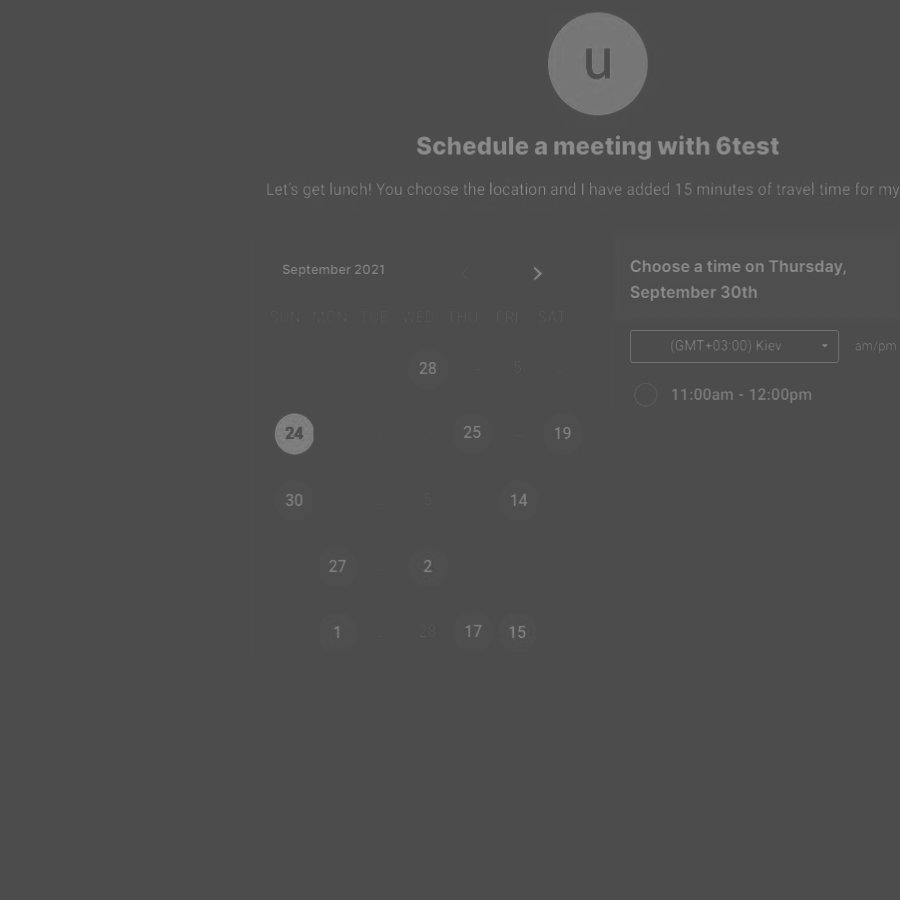 u
Schedule a meeting with 6test
Let's get lunch! You choose the location and I have added 15 minutes of travel time for my
September 2021
Choose a time on Thursday,
September 30th
SUN MON TUE WED THU FRI SAT
(GMT+03:00) Kiev
am/pm
28 5
11:00am - 12:00pm
24 25 19
30 5 14
27 2
1 17 15